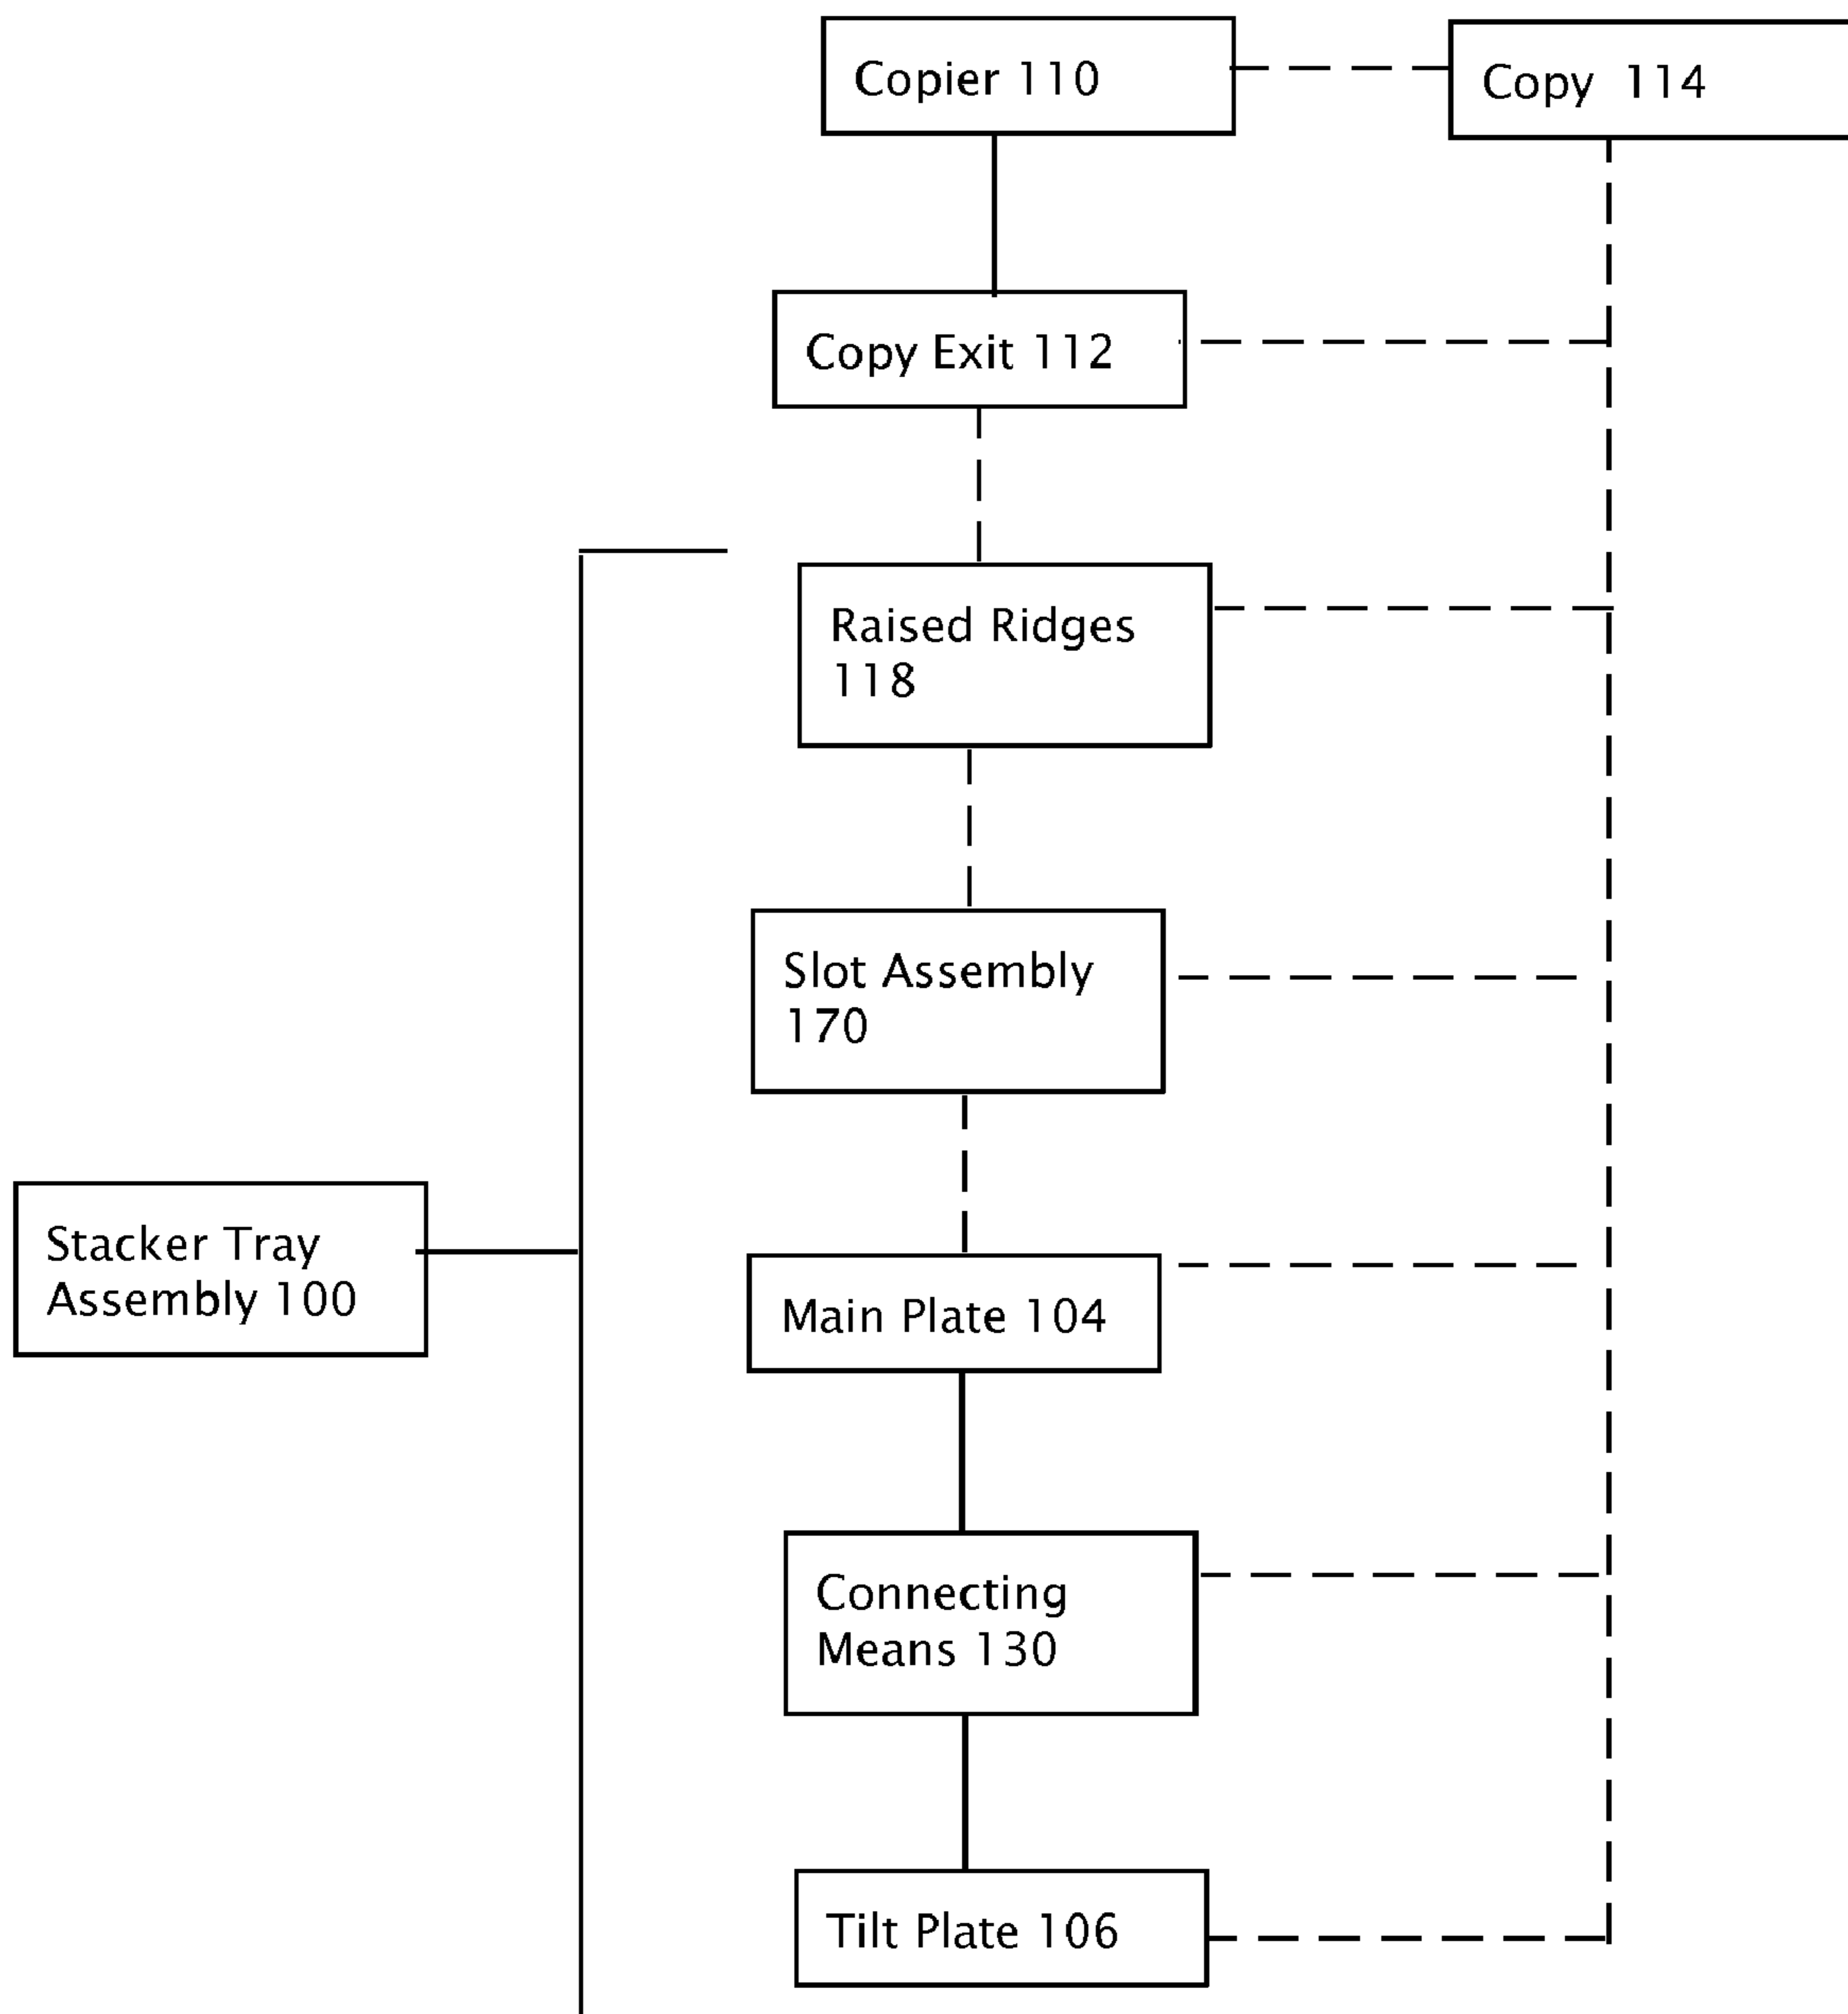 Copier 110
Copy 114
Copy Exit 112
Raised Ridges
118
Slot Assembly
170
Stacker Tray
Assembly 100
Main Plate 104
Connecting
Means 130
Tilt Plate 106